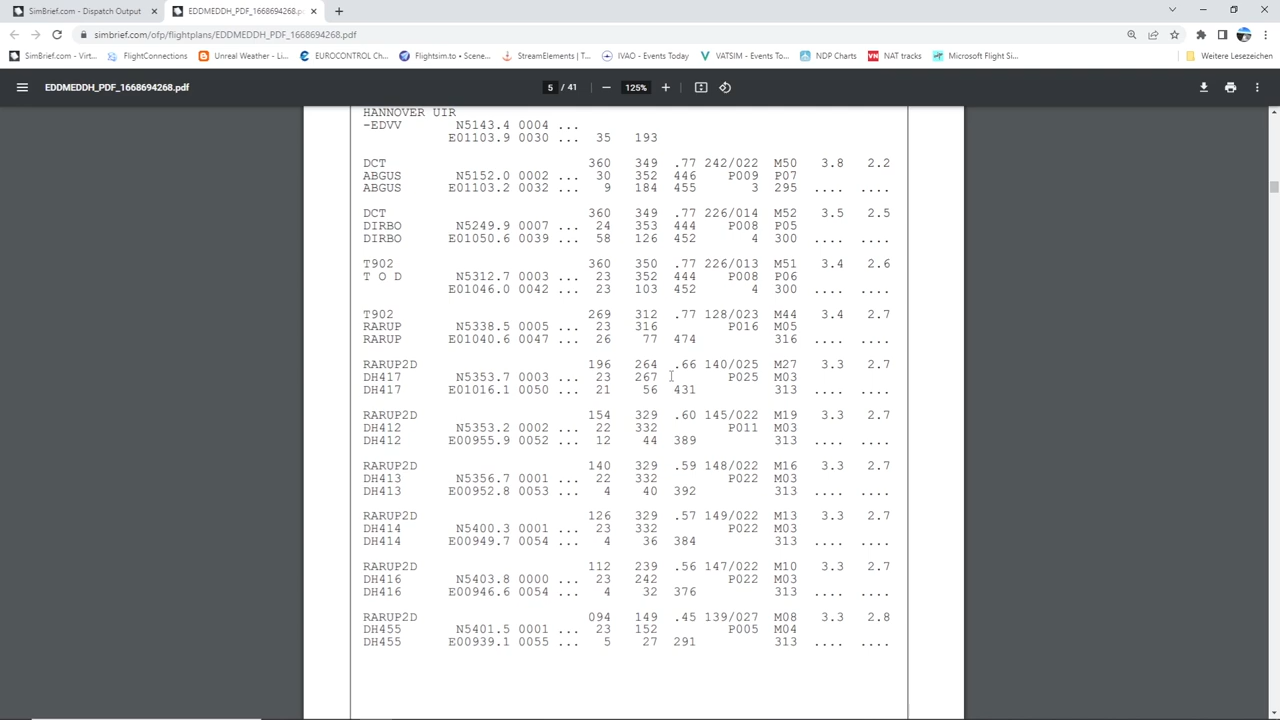 SimBrief.com - Dispatch Output
EDDMEDDH_PDF_1668694268.pdf
simbrief.com/ofp/flightplans/EDDMEDDH_PDF_1668694268.pdf
SimBrief.com - Virt...
FlightConnections
Unreal Weather - Li...
EUROCONTROL Ch...
Flightsim.to • Scene...
StreamElements • ...
IVAO - Events Today
VATSIM - Events To...
NDP Charts
NAT tracks
Microsoft Flight Si...
Weitere Lesezeichen
EDDMEDDH_PDF_1668694268.pdf
5 / 41
125%
HANNOVER UIR
-EDVV N5143.4 0004 ...
E01103.9 0030 ... 35 193
DCT 360 349 .77 242/022 M50 3.8 2.2
ABGUS N5152.0 0002 ... 30 352 446 P009 P07
ABGUS E01103.2 0032 ... 9 184 455 3 295 .... ....
DCT 360 349 .77 226/014 M52 3.5 2.5
DIRBO N5249.9 0007 ... 24 353 444 P008 P05
DIRBO E01050.6 0039 ... 58 126 452 4 300 .... ....
T902 360 350 .77 226/013 M51 3.4 2.6
T O D N5312.7 0003 ... 23 352 444 P008 P06
E01046.0 0042 ... 23 103 452 4 300 .... ....
T902 269 312 .77 128/023 M44 3.4 2.7
RARUP N5338.5 0005 ... 23 316 P016 M05
RARUP E01040.6 0047 ... 26 77 474 316 .... ....
RARUP2D 196 264 .66 140/025 M27 3.3 2.7
DH417 N5353.7 0003 ... 23 267 P025 M03
DH417 E01016.1 0050 ... 21 56 431 313 .... ....
RARUP2D 154 329 .60 145/022 M19 3.3 2.7
DH412 N5353.2 0002 ... 22 332 P011 M03
DH412 E00955.9 0052 ... 12 44 389 313 .... ....
RARUP2D 140 329 .59 148/022 M16 3.3 2.7
DH413 N5356.7 0001 ... 22 332 P022 M03
DH413 E00952.8 0053 ... 4 40 392 313 .... ....
RARUP2D 126 329 .57 149/022 M13 3.3 2.7
DH414 N5400.3 0001 ... 23 332 P022 M03
DH414 E00949.7 0054 ... 4 36 384 313 .... ....
RARUP2D 112 239 .56 147/022 M10 3.3 2.7
DH416 N5403.8 0000 ... 23 242 P022 M03
DH416 E00946.6 0054 ... 4 32 376 313 .... ....
RARUP2D 094 149 .45 139/027 M08 3.3 2.8
DH455 N5401.5 0001 ... 23 152 P005 M04
DH455 E00939.1 0055 ... 5 27 291 313 .... ....